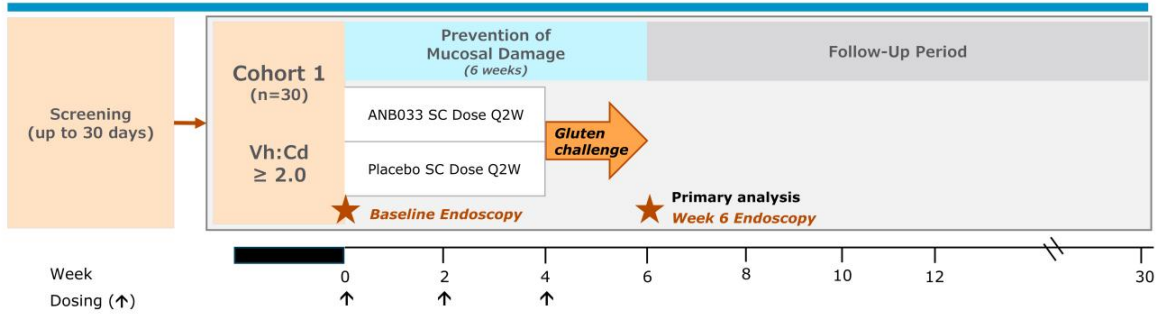 Screening
(up to 30 days)
Cohort 1
(n=30)
Vh:Cd
≥ 2.0
Prevention of
Mucosal Damage
(6 weeks)
Follow-Up Period
ANB033 SC Dose Q2W
Placebo SC Dose Q2W
Gluten
challenge
Baseline Endoscopy
Primary analysis
Week 6 Endoscopy
Week 0 2 4 6 8 10 12 30
Dosing (↑) ↑ ↑ ↑